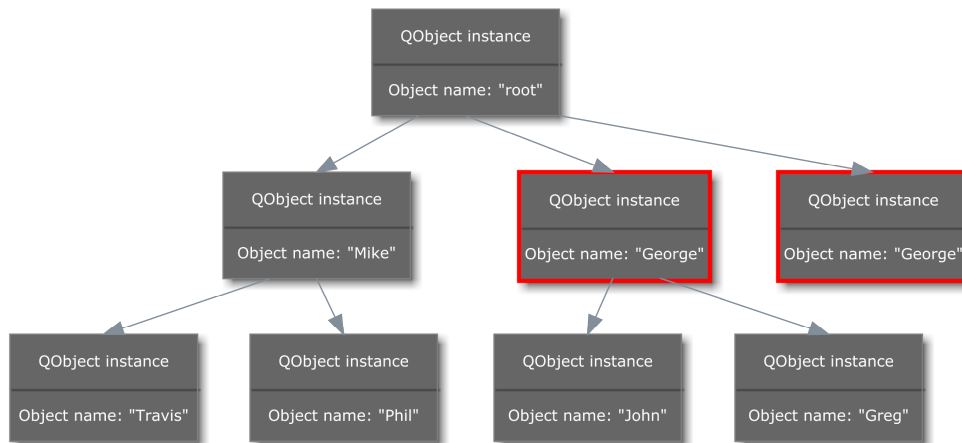 QObject instance
Object name: "root"
QObject instance
Object name: "Mike"
QObject instance
Object name: "George"
QObject instance
Object name: "George"
QObject instance
Object name: "Travis"
QObject instance
Object name: "Phil"
QObject instance
Object name: "John"
QObject instance
Object name: "Greg"